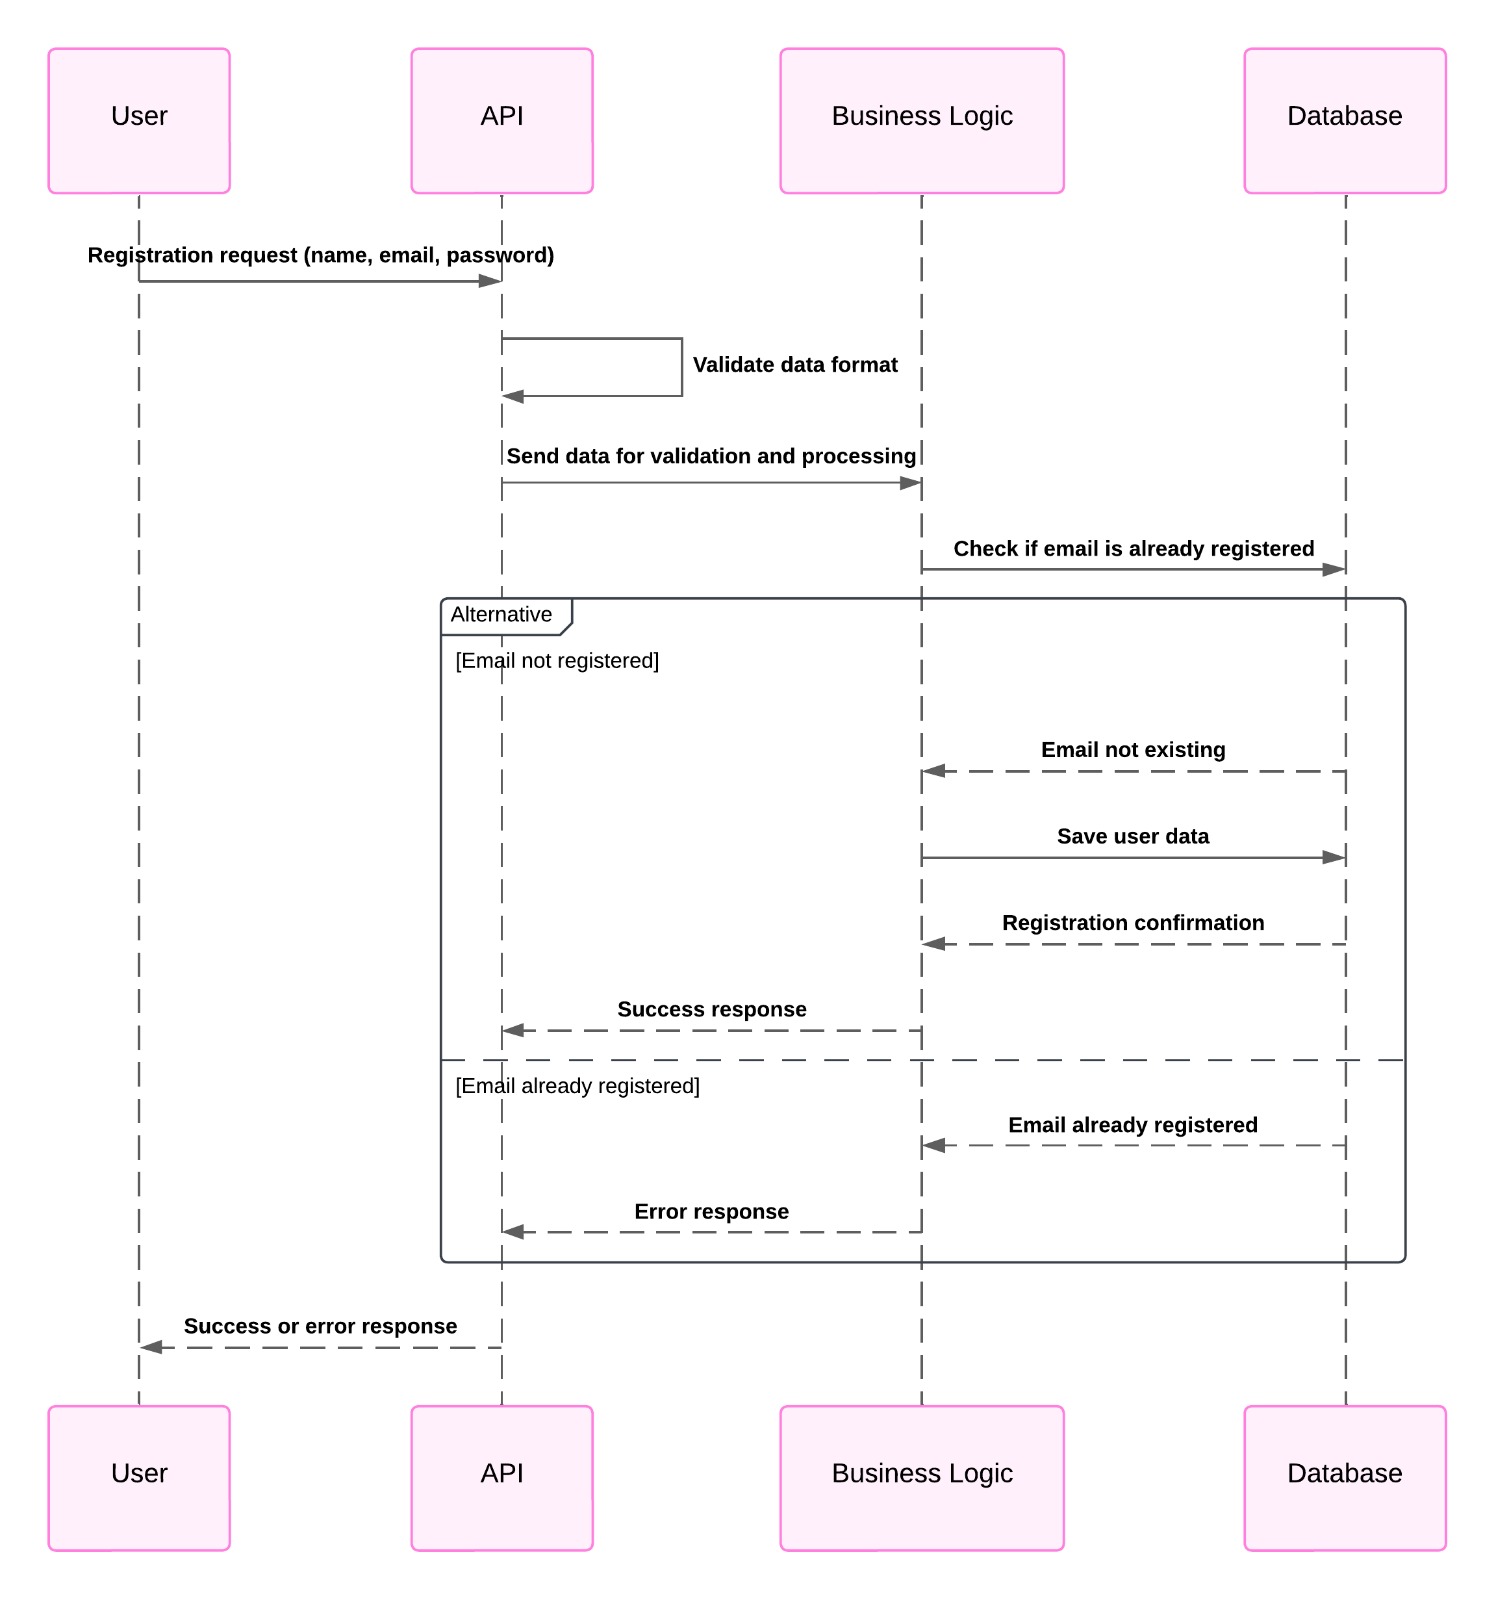 User
API
Business Logic
Database
Registration request (name, email, password)
Validate data format
Send data for validation and processing
Check if email is already registered
Alternative
[Email not registered]
Email not existing
Save user data
Registration confirmation
Success response
[Email already registered]
Email already registered
Error response
Success or error response
User
API
Business Logic
Database